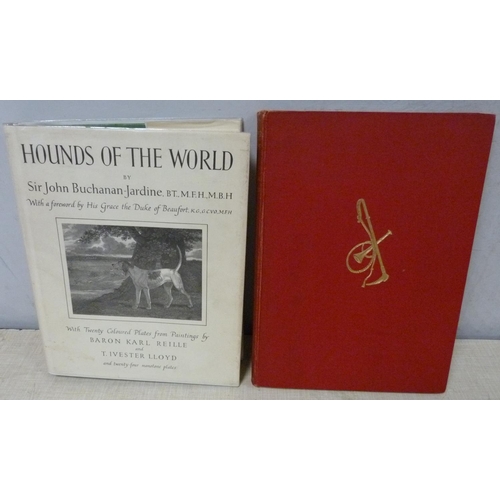 HOUNDS OF THE WORLD
BY
Sir John Buchanan-Jardine, BT., M.F.H., M.B.H
With a foreword by His Grace the Duke of Beaufort, K.G., G.C.V.O., M.F.H
With Twenty Coloured Plates from Paintings by
BARON KARL REILLE
and
T. IVESTER LLOYD
and twenty-four monotone plates